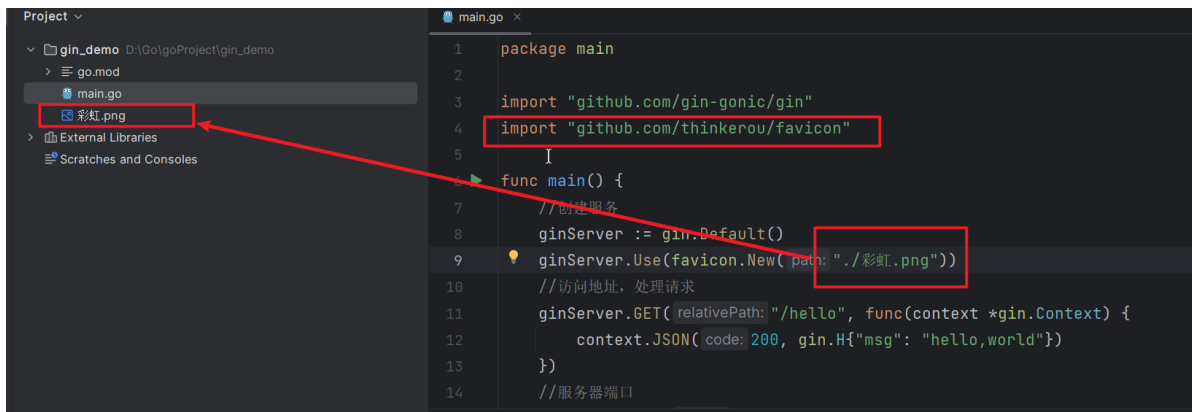 Project
gin_demo D:\Go\goProject\gin_demo
go.mod
main.go
彩虹.png
External Libraries
Scratches and Consoles
main.go ×
1 package main
2
3 import "github.com/gin-gonic/gin"
4 import "github.com/thinkerou/favicon"
5
6 func main() {
7 //创建服务
8 ginServer := gin.Default()
9 ginServer.Use(favicon.New( path: "./彩虹.png"))
10 //访问地址，处理请求
11 ginServer.GET( relativePath: "/hello", func(context *gin.Context) {
12 context.JSON( code: 200, gin.H{"msg": "hello,world"})
13 })
14 //服务器端口